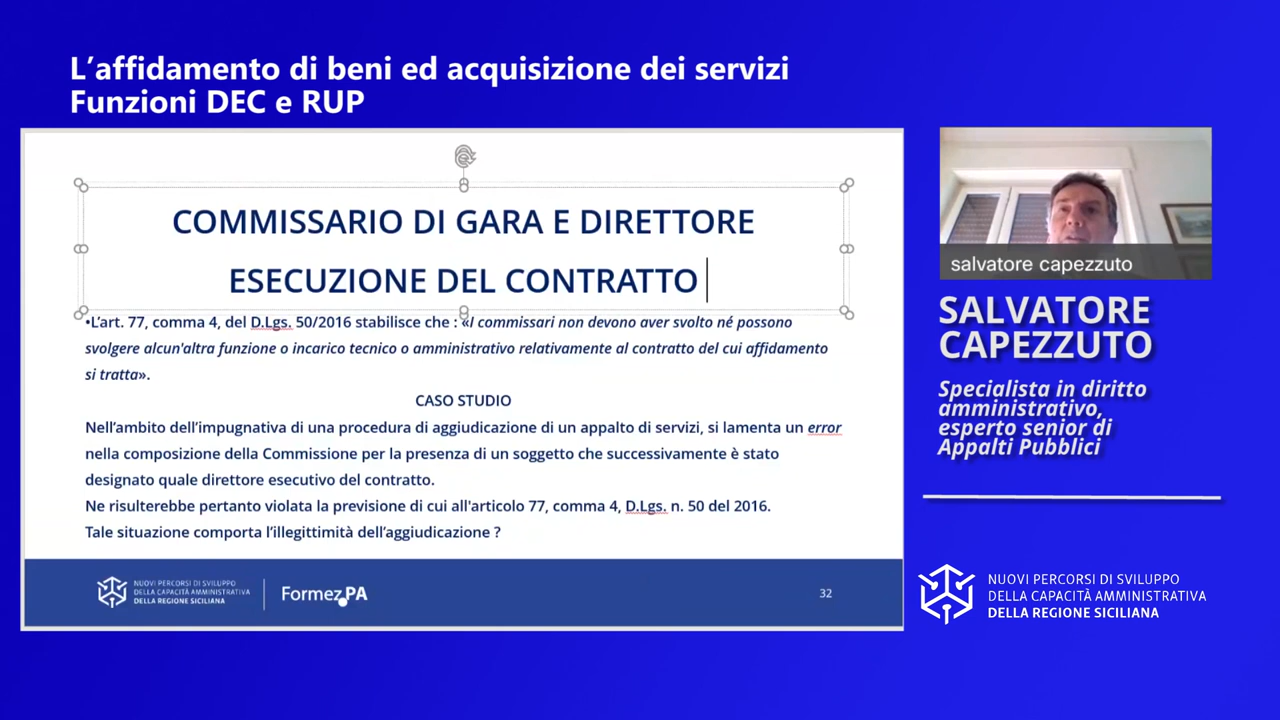 L'affidamento di beni ed acquisizione dei servizi
Funzioni DEC e RUP
COMMISSARIO DI GARA E DIRETTORE
ESECUZIONE DEL CONTRATTO
•L'art. 77, comma 4, del D.Lgs. 50/2016 stabilisce che : «I commissari non devono aver svolto né possono
svolgere alcun'altra funzione o incarico tecnico o amministrativo relativamente al contratto del cui affidamento
si tratta».
CASO STUDIO
Nell'ambito dell'impugnativa di una procedura di aggiudicazione di un appalto di servizi, si lamenta un error
nella composizione della Commissione per la presenza di un soggetto che successivamente è stato
designato quale direttore esecutivo del contratto.
Ne risulterebbe pertanto violata la previsione di cui all'articolo 77, comma 4, D.Lgs. n. 50 del 2016.
Tale situazione comporta l'illegittimità dell'aggiudicazione ?
NUOVI PERCORSI DI SVILUPPO
DELLA CAPACITÀ AMMINISTRATIVA
DELLA REGIONE SICILIANA
Formez PA
32
salvatore capezzuto
SALVATORE
CAPEZZUTO
Specialista in diritto
amministrativo,
esperto senior di
Appalti Pubblici
NUOVI PERCORSI DI SVILUPPO
DELLA CAPACITÀ AMMINISTRATIVA
DELLA REGIONE SICILIANA